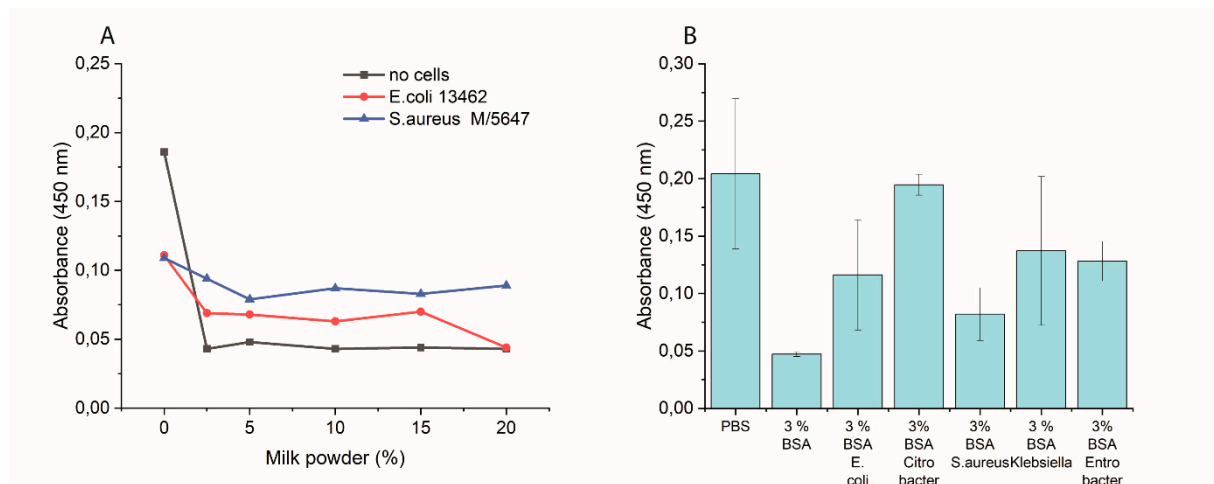 A
0,25
0,20
0,15
0,10
0,05
0,00
Absorbance (450 nm)
no cells
E.coli 13462
S.aureus M/5647
0 5 10 15 20
Milk powder (%)
B
0,30
0,25
0,20
0,15
0,10
0,05
0,00
Absorbance (450 nm)
PBS
3 %
BSA
3 %
BSA
E.
coli
3%
BSA
Citro
bacter
3%
BSA
S.aureus
3 %
BSA
Klebsiella
3%
BSA
Entro
bacter